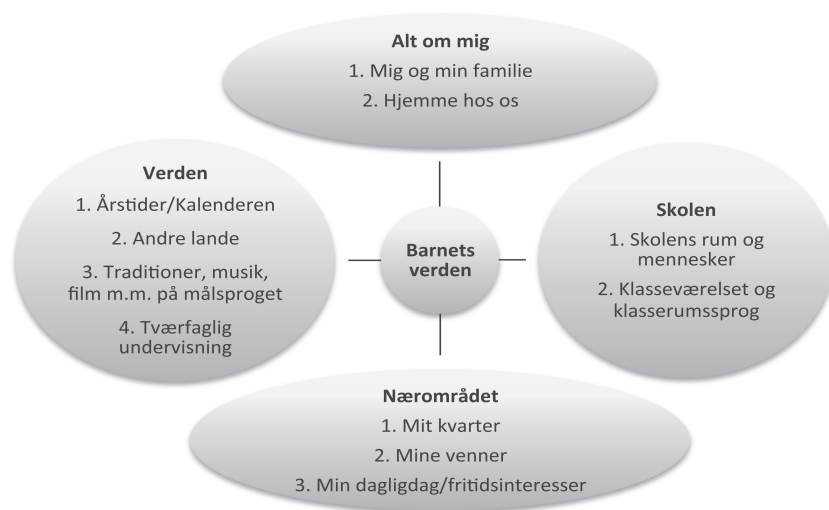 Alt om mig
1. Mig og min familie
2. Hjemme hos os
Verden
1. Årstider/Kalenderen
2. Andre lande
3. Traditioner, musik,
film m.m. på målsproget
4. Tværfaglig
undervisning
Barnets
verden
Skolen
1. Skolens rum og
mennesker
2. Klasseværelset og
klasserumssprog
Nærområdet
1. Mit kvarter
2. Mine venner
3. Min dagligdag/fritidsinteresser